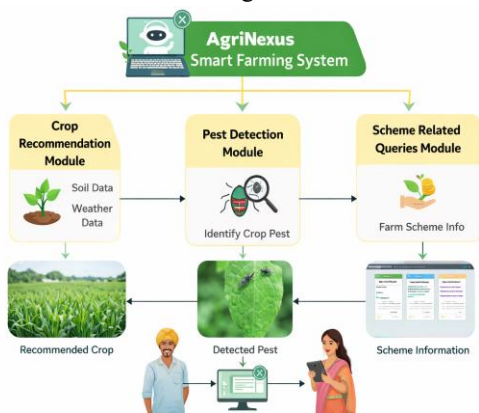 AgriNexus
Smart Farming System
Crop
Recommendation
Module
Soil Data
Weather
Data
Pest Detection
Module
Identify Crop Pest
Scheme Related
Queries Module
Farm Scheme Info
Recommended Crop
Detected Pest
Scheme Information